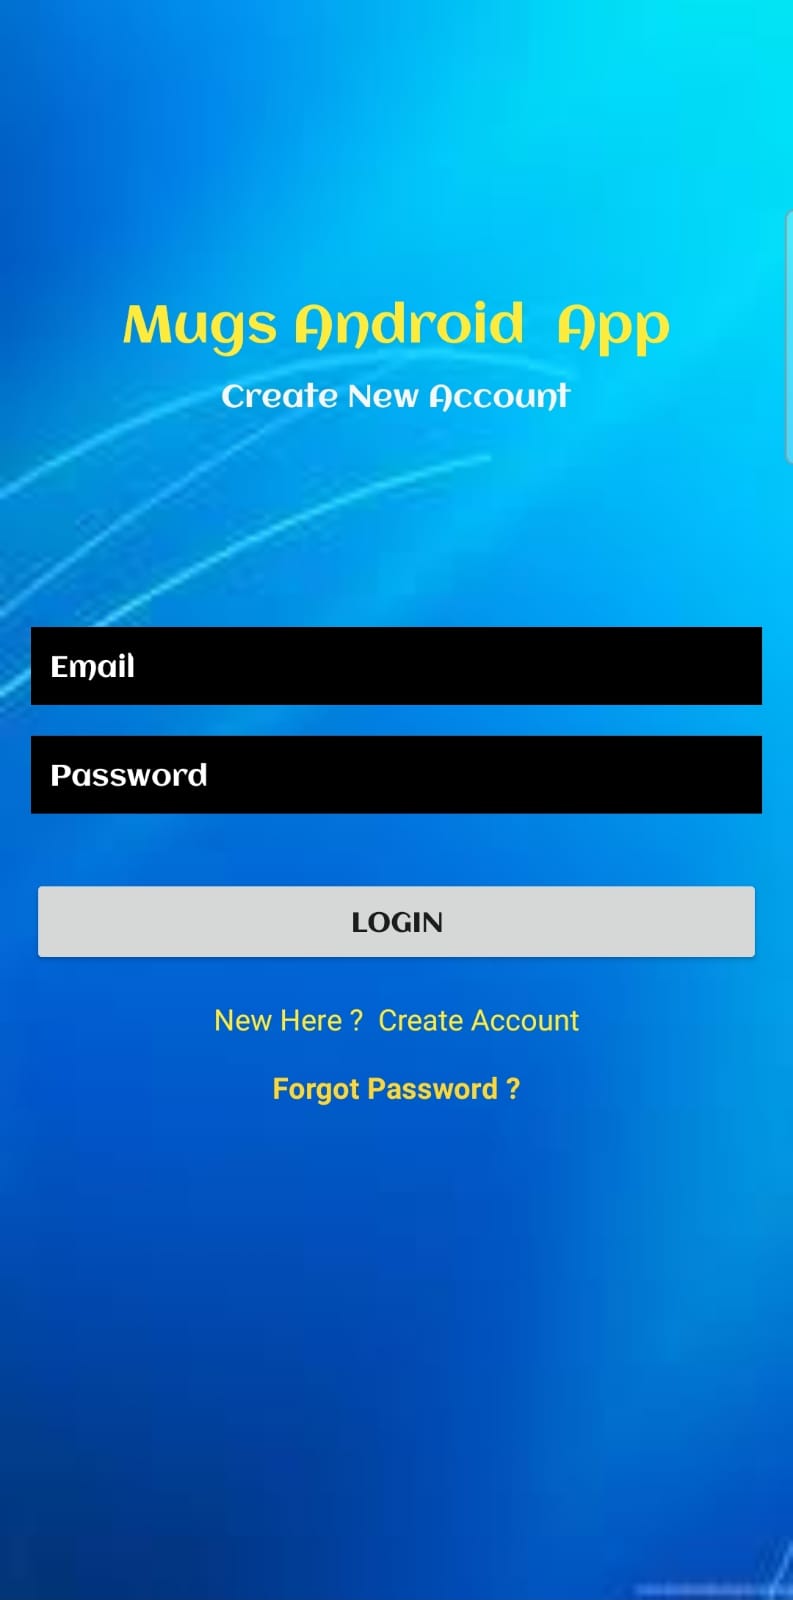 Mugs Android  App
Create New Account
Email
Password
LOGIN
New Here ?  Create Account
Forgot Password ?